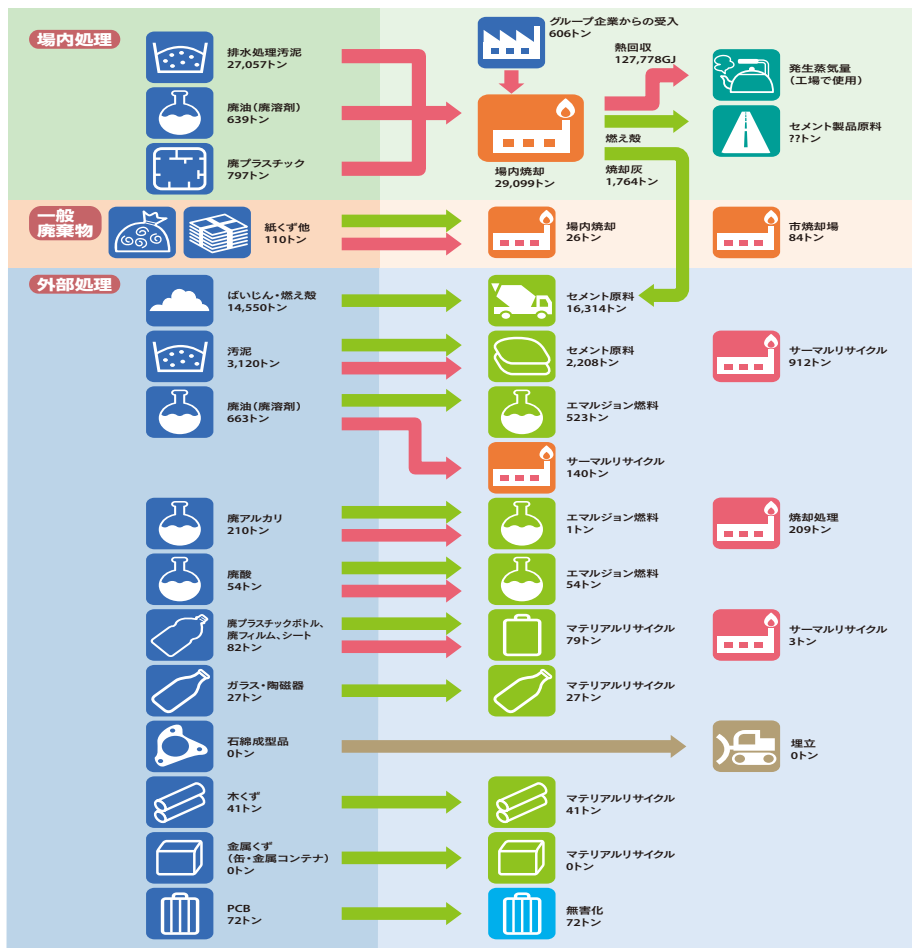 場内処理
排水処理汚泥
27,057トン
廃油（廃溶剤）
639トン
廃プラスチック
797トン
グループ企業からの受入
606トン
場内焼却
29,099トン
熱回収
127,778GJ
燃え殻
焼却灰
1,764トン
発生蒸気量
（工場で使用）
セメント製品原料
??トン
一般
廃棄物
紙くず他
110トン
場内焼却
26トン
市焼却場
84トン
外部処理
ばいじん・燃え殻
14,550トン
セメント原料
16,314トン
汚泥
3,120トン
セメント原料
2,208トン
サーマルリサイクル
912トン
廃油（廃溶剤）
663トン
エマルジョン燃料
523トン
サーマルリサイクル
140トン
廃アルカリ
210トン
エマルジョン燃料
1トン
焼却処理
209トン
廃酸
54トン
エマルジョン燃料
54トン
廃プラスチックボトル、
廃フィルム、シート
82トン
マテリアルリサイクル
79トン
サーマルリサイクル
3トン
ガラス・陶磁器
27トン
マテリアルリサイクル
27トン
石綿成型品
0トン
埋立
0トン
木くず
41トン
マテリアルリサイクル
41トン
金属くず
（缶・金属コンテナ）
0トン
マテリアルリサイクル
0トン
PCB
72トン
無害化
72トン